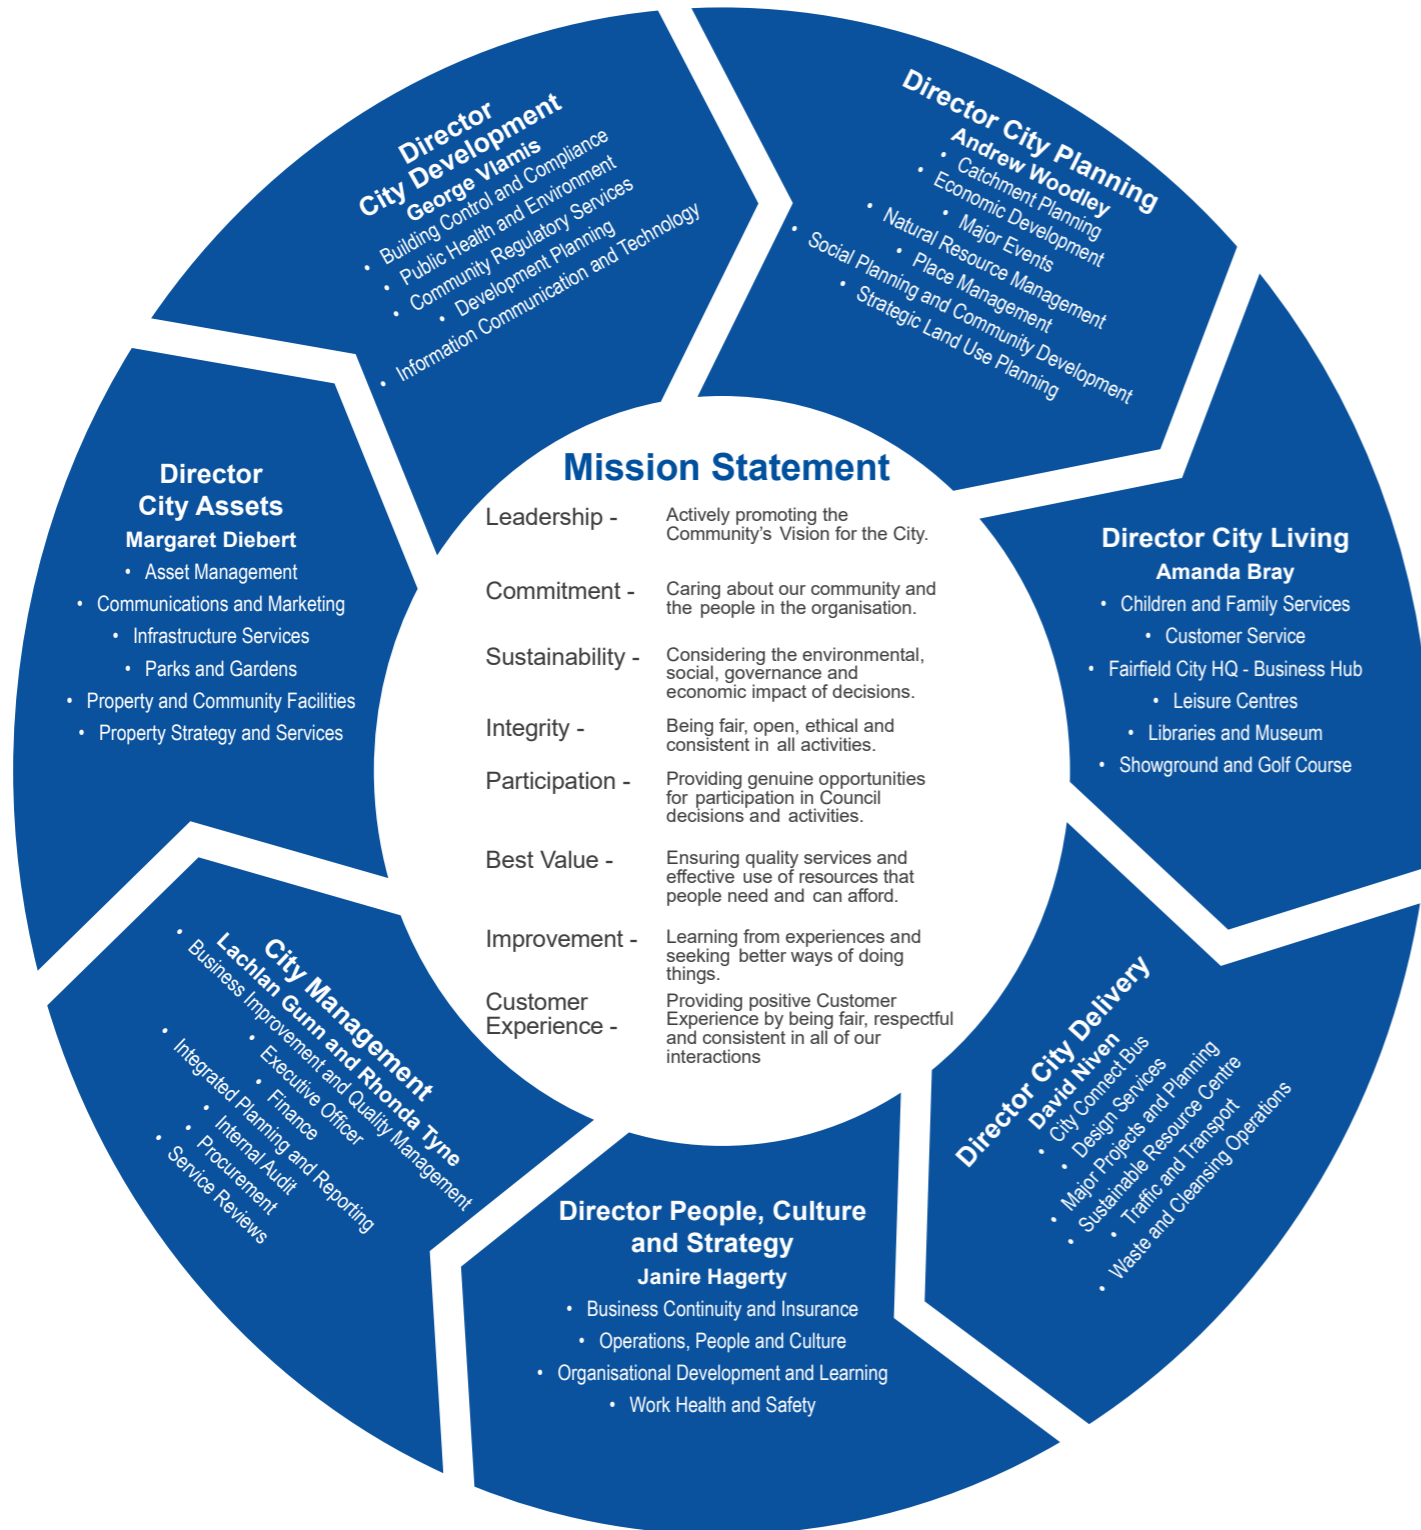 Director
City Development
George Vlamis
• Building Control and Compliance
• Public Health and Environment
• Community Regulatory Services
• Development Planning
• Information Communication and Technology
Director City Planning
Andrew Woodley
• Catchment Planning
• Economic Development
• Major Events
• Natural Resource Management
• Place Management
• Social Planning and Community Development
• Strategic Land Use Planning
Director City Living
Amanda Bray
• Children and Family Services
• Customer Service
• Fairfield City HQ - Business Hub
• Leisure Centres
• Libraries and Museum
• Showground and Golf Course
Director City Delivery
David Niven
• City Connect Bus
• Design Services
• Major Projects and Planning
• Sustainable Resource Centre
• Traffic and Transport
• Waste and Cleansing Operations
Director People, Culture
and Strategy
Janire Hagerty
• Business Continuity and Insurance
• Operations, People and Culture
• Organisational Development and Learning
• Work Health and Safety
City Management
Lachlan Gunn and Rhonda Tyne
• Business Improvement and Quality Management
• Executive Officer
• Finance
• Integrated Planning and Reporting
• Internal Audit
• Procurement
• Service Reviews
Director
City Assets
Margaret Diebert
• Asset Management
• Communications and Marketing
• Infrastructure Services
• Parks and Gardens
• Property and Community Facilities
• Property Strategy and Services
Mission Statement
Leadership - Actively promoting the
Community's Vision for the City.
Commitment - Caring about our community and
the people in the organisation.
Sustainability - Considering the environmental,
social, governance and
economic impact of decisions.
Integrity - Being fair, open, ethical and
consistent in all activities.
Participation - Providing genuine opportunities
for participation in Council
decisions and activities.
Best Value - Ensuring quality services and
effective use of resources that
people need and can afford.
Improvement - Learning from experiences and
seeking better ways of doing
things.
Customer
Experience - Providing positive Customer
Experience by being fair, respectful
and consistent in all of our
interactions